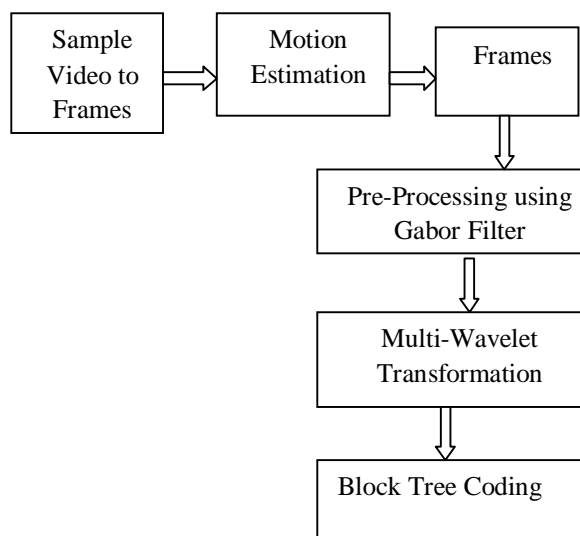 Sample
Video to
Frames
Motion
Estimation
Frames
Pre-Processing using
Gabor Filter
Multi-Wavelet
Transformation
Block Tree Coding